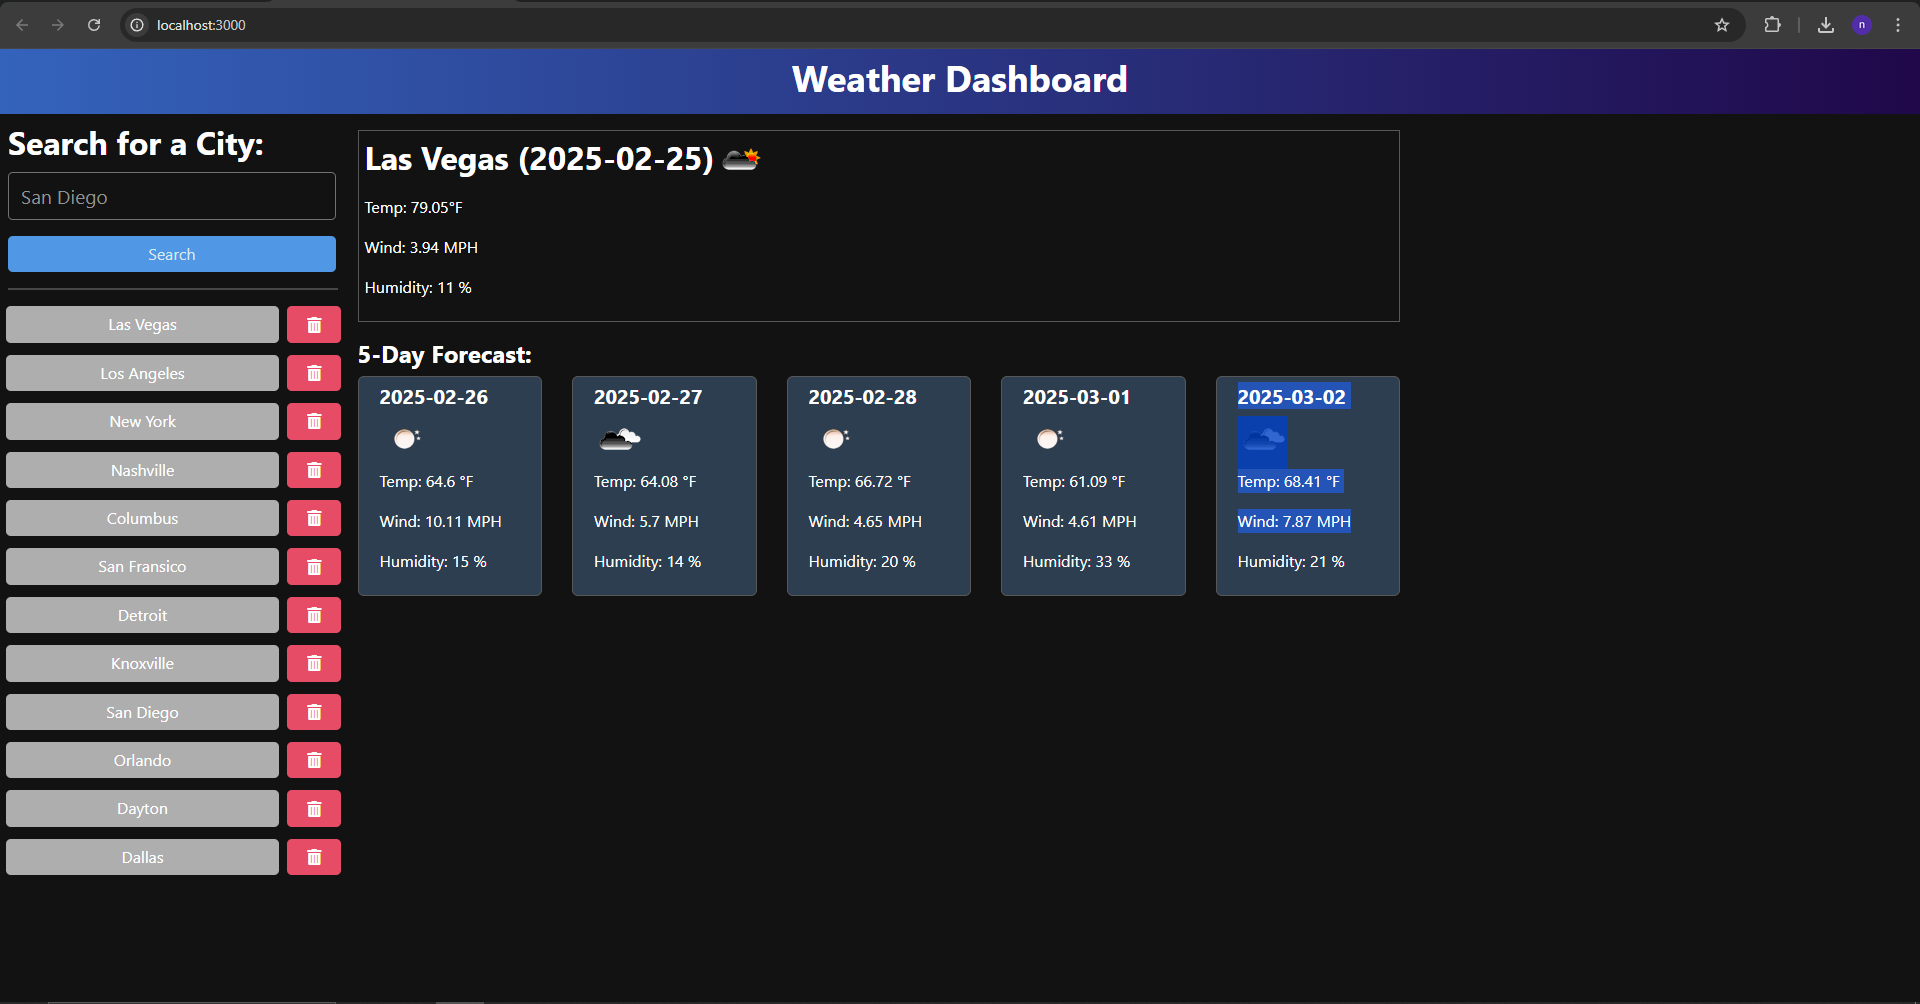 localhost:3000
n
Weather Dashboard
Search for a City:
San Diego
Search
Las Vegas
Los Angeles
New York
Nashville
Columbus
San Fransico
Detroit
Knoxville
San Diego
Orlando
Dayton
Dallas
Las Vegas (2025-02-25)
Temp: 79.05°F
Wind: 3.94 MPH
Humidity: 11 %
5-Day Forecast:
2025-02-26
Temp: 64.6 °F
Wind: 10.11 MPH
Humidity: 15 %
2025-02-27
Temp: 64.08 °F
Wind: 5.7 MPH
Humidity: 14 %
2025-02-28
Temp: 66.72 °F
Wind: 4.65 MPH
Humidity: 20 %
2025-03-01
Temp: 61.09 °F
Wind: 4.61 MPH
Humidity: 33 %
2025-03-02
Temp: 68.41 °F
Wind: 7.87 MPH
Humidity: 21 %